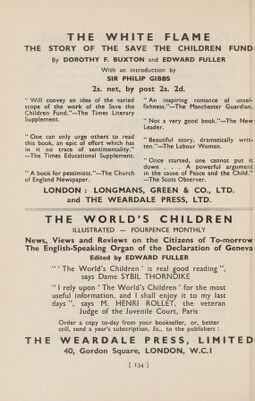 THE WHITE FLAME
THE STORY OF THE SAVE THE CHILDREN FUND
By DOROTHY F. BUXTON and EDWARD FULLER
With an introduction by
SIR PHILIP GIBBS
2s. net, by post 2s. 2d.
"Will convey an idea of the varied
scope of the work of the Save the
Children Fund."—The Times Literary
Supplement.
"One can only urge others to read
this book, an epic of effort which has
in it no trace of sentimentality."
—The Times Educational Supplement.
"A book for pessimists."—The Church
of England Newspaper.
"An inspiring romance of unsel-
fishness."—The Manchester Guardian.
"Not a very good book."—The New
Leader.
"Beautiful story, dramatically writ-
ten."—The Labour Woman.
"Once started, one cannot put it
down . . . A powerful argument
in the cause of Peace and the Child."
—The Scots Observer.
LONDON : LONGMANS, GREEN & CO., LTD.
and THE WEARDALE PRESS, LTD.
THE WORLD'S CHILDREN
ILLUSTRATED — FOURPENCE MONTHLY
News, Views and Reviews on the Citizens of To-morrow
The English-Speaking Organ of the Declaration of Geneva
Edited by EDWARD FULLER
"'The World's Children' is real good reading",
says Dame SYBIL THORNDIKE
"I rely upon 'The World's Children' for the most
useful information, and I shall enjoy it to my last
days", says M. HENRI ROLLET, the veteran
Judge of the Juvenile Court, Paris
Order a copy to-day from your bookseller, or, better
still, send a year's subscription, 5s., to the publishers :
THE WEARDALE PRESS, LIMITED
40, Gordon Square, LONDON, W.C.1
[ 134 ]